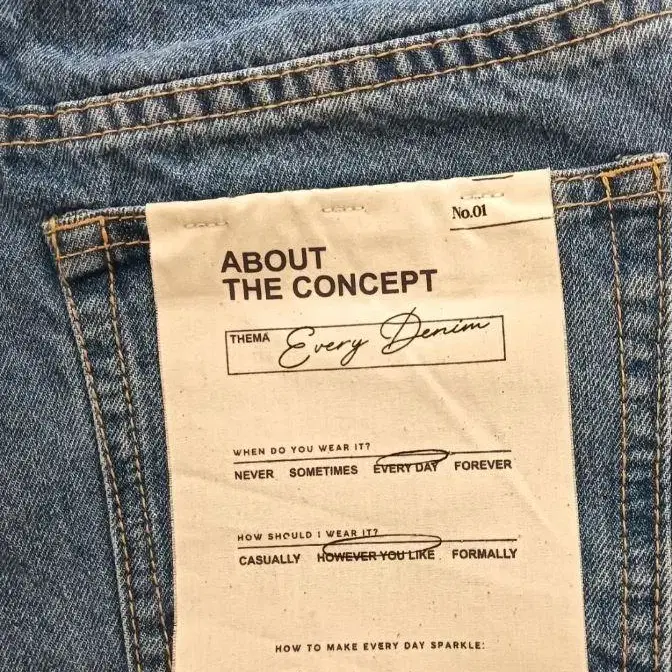 No.01
ABOUT
THE CONCEPT
THEMA Every Denim
WHEN DO YOU WEAR IT?
NEVER SOMETIMES EVERY DAY FOREVER
HOW SHOULD I WEAR IT?
CASUALLY HOWEVER YOU LIKE FORMALLY
HOW TO MAKE EVERY DAY SPARKLE: